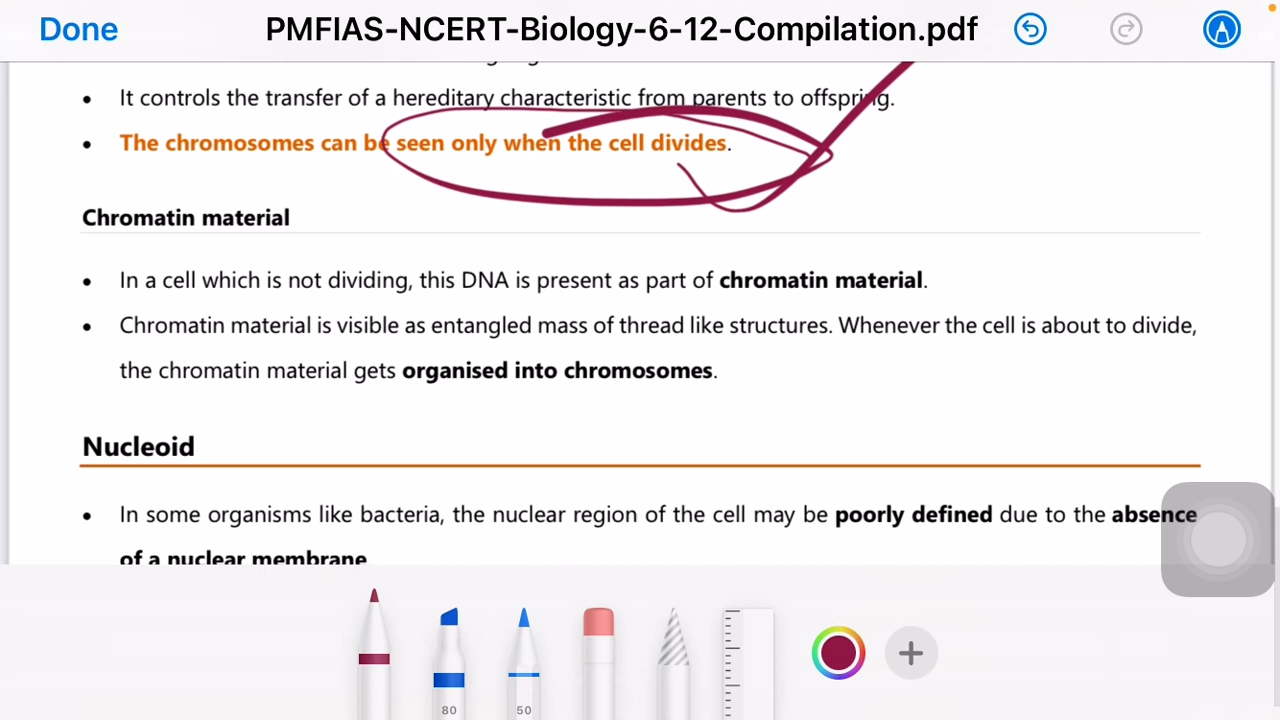 Done PMFIAS-NCERT-Biology-6-12-Compilation.pdf
• It controls the transfer of a hereditary characteristic from parents to offspring.
• The chromosomes can be seen only when the cell divides.
Chromatin material
• In a cell which is not dividing, this DNA is present as part of chromatin material.
• Chromatin material is visible as entangled mass of thread like structures. Whenever the cell is about to divide,
the chromatin material gets organised into chromosomes.
Nucleoid
• In some organisms like bacteria, the nuclear region of the cell may be poorly defined due to the absence
of a nuclear membrane
80 50